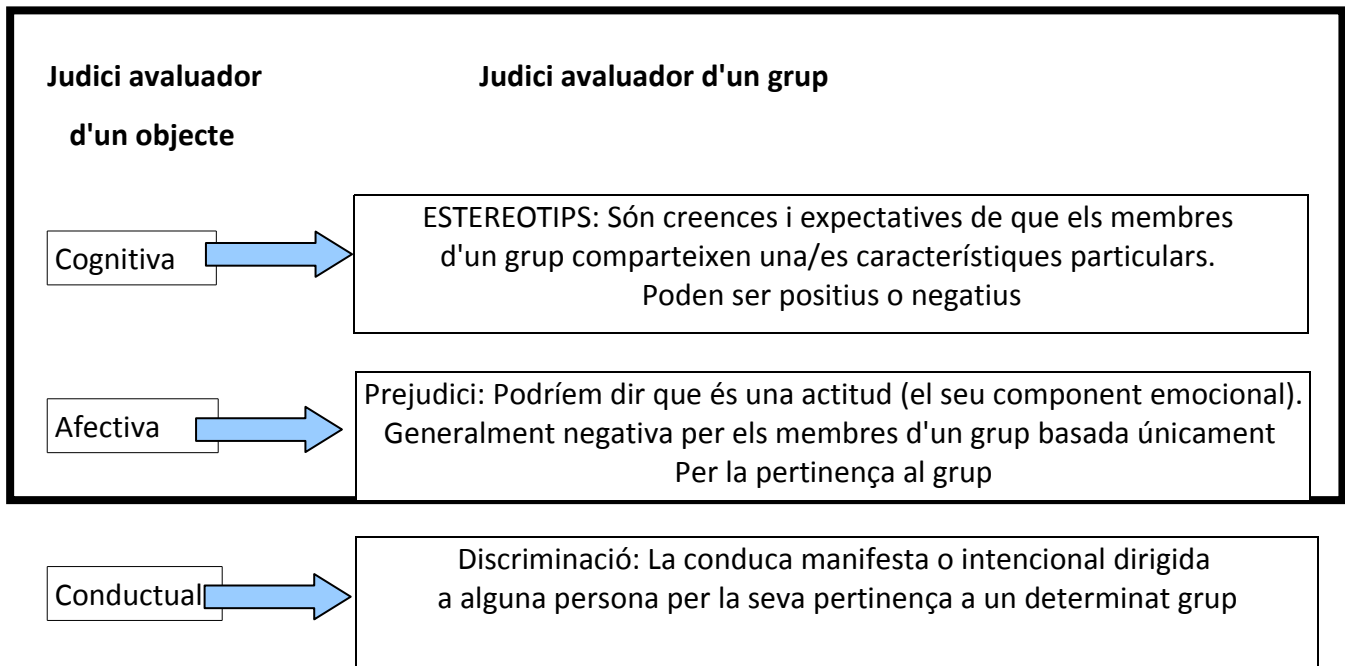 Judici avaluador
d'un objecte
Judici avaluador d'un grup
Cognitiva
ESTEREOTIPS: Són creences i expectatives de que els membres
d'un grup comparteixen una/es característiques particulars.
Poden ser positius o negatius
Afectiva
Prejudici: Podríem dir que és una actitud (el seu component emocional).
Generalment negativa per els membres d'un grup basada únicament
Per la pertinença al grup
Conductual
Discriminació: La conduca manifesta o intencional dirigida
a alguna persona per la seva pertinença a un determinat grup